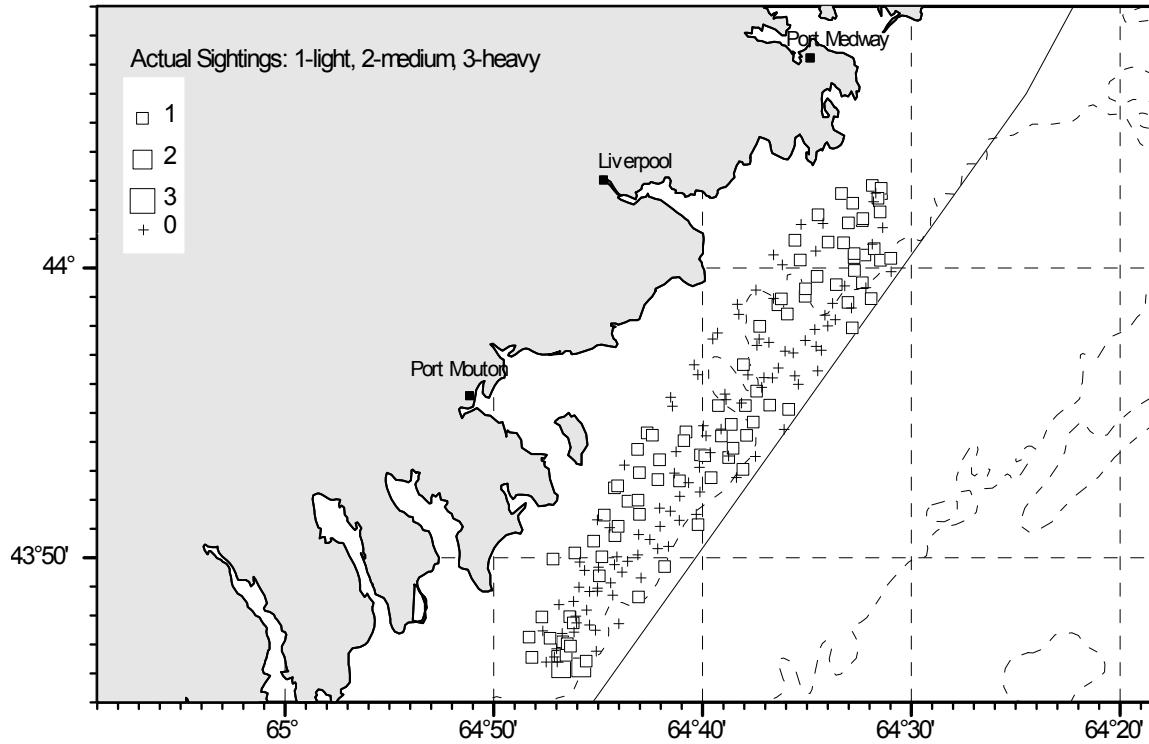 Port Medway
Actual Sightings: 1-light, 2-medium, 3-heavy
1
2
3
0
Liverpool
44°
Port Mouton
43°50'
65°
64°50'
64°40'
64°30'
64°20'